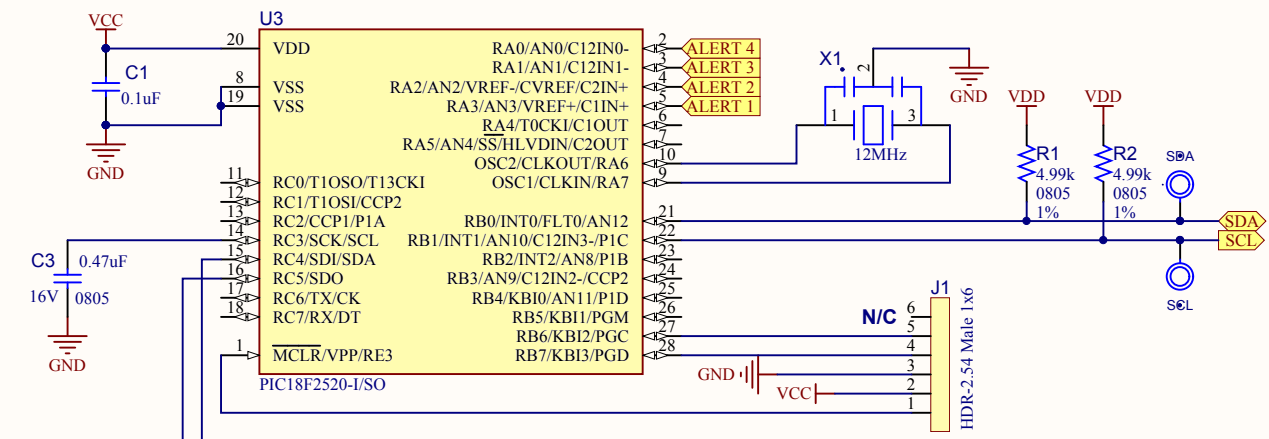 VCC
C1
0.1uF
GND
U3
20 VDD
8 VSS
19 VSS
11 RC0/T1OSO/T13CKI
12 RC1/T1OSI/CCP2
13 RC2/CCP1/P1A
14 RC3/SCK/SCL
15 RC4/SDI/SDA
16 RC5/SDO
17 RC6/TX/CK
18 RC7/RX/DT
1 MCLR/VPP/RE3
PIC18F2520-I/SO
RA0/AN0/C12IN0- 2 ALERT 4
RA1/AN1/C12IN1- 3 ALERT 3
RA2/AN2/VREF-/CVREF/C2IN+ 4 ALERT 2
RA3/AN3/VREF+/C1IN+ 5 ALERT 1
RA4/T0CKI/C1OUT 6
RA5/AN4/SS/HLVDIN/C2OUT 7
OSC2/CLKOUT/RA6 10
OSC1/CLKIN/RA7 9
RB0/INT0/FLT0/AN12 21
RB1/INT1/AN10/C12IN3-/P1C 22
RB2/INT2/AN8/P1B 23
RB3/AN9/C12IN2-/CCP2 24
RB4/KBI0/AN11/P1D 25
RB5/KBI1/PGM 26
RB6/KBI2/PGC 27
RB7/KBI3/PGD 28
C3
0.47uF
16V
0805
GND
X1
2
1
3
12MHz
GND
VDD
R1
4.99k
0805
1%
VDD
R2
4.99k
0805
1%
SDA
SDA
SCL
SCL
J1
N/C
6
5
4
3
2
1
GND
VCC
HDR-2.54 Male 1x6